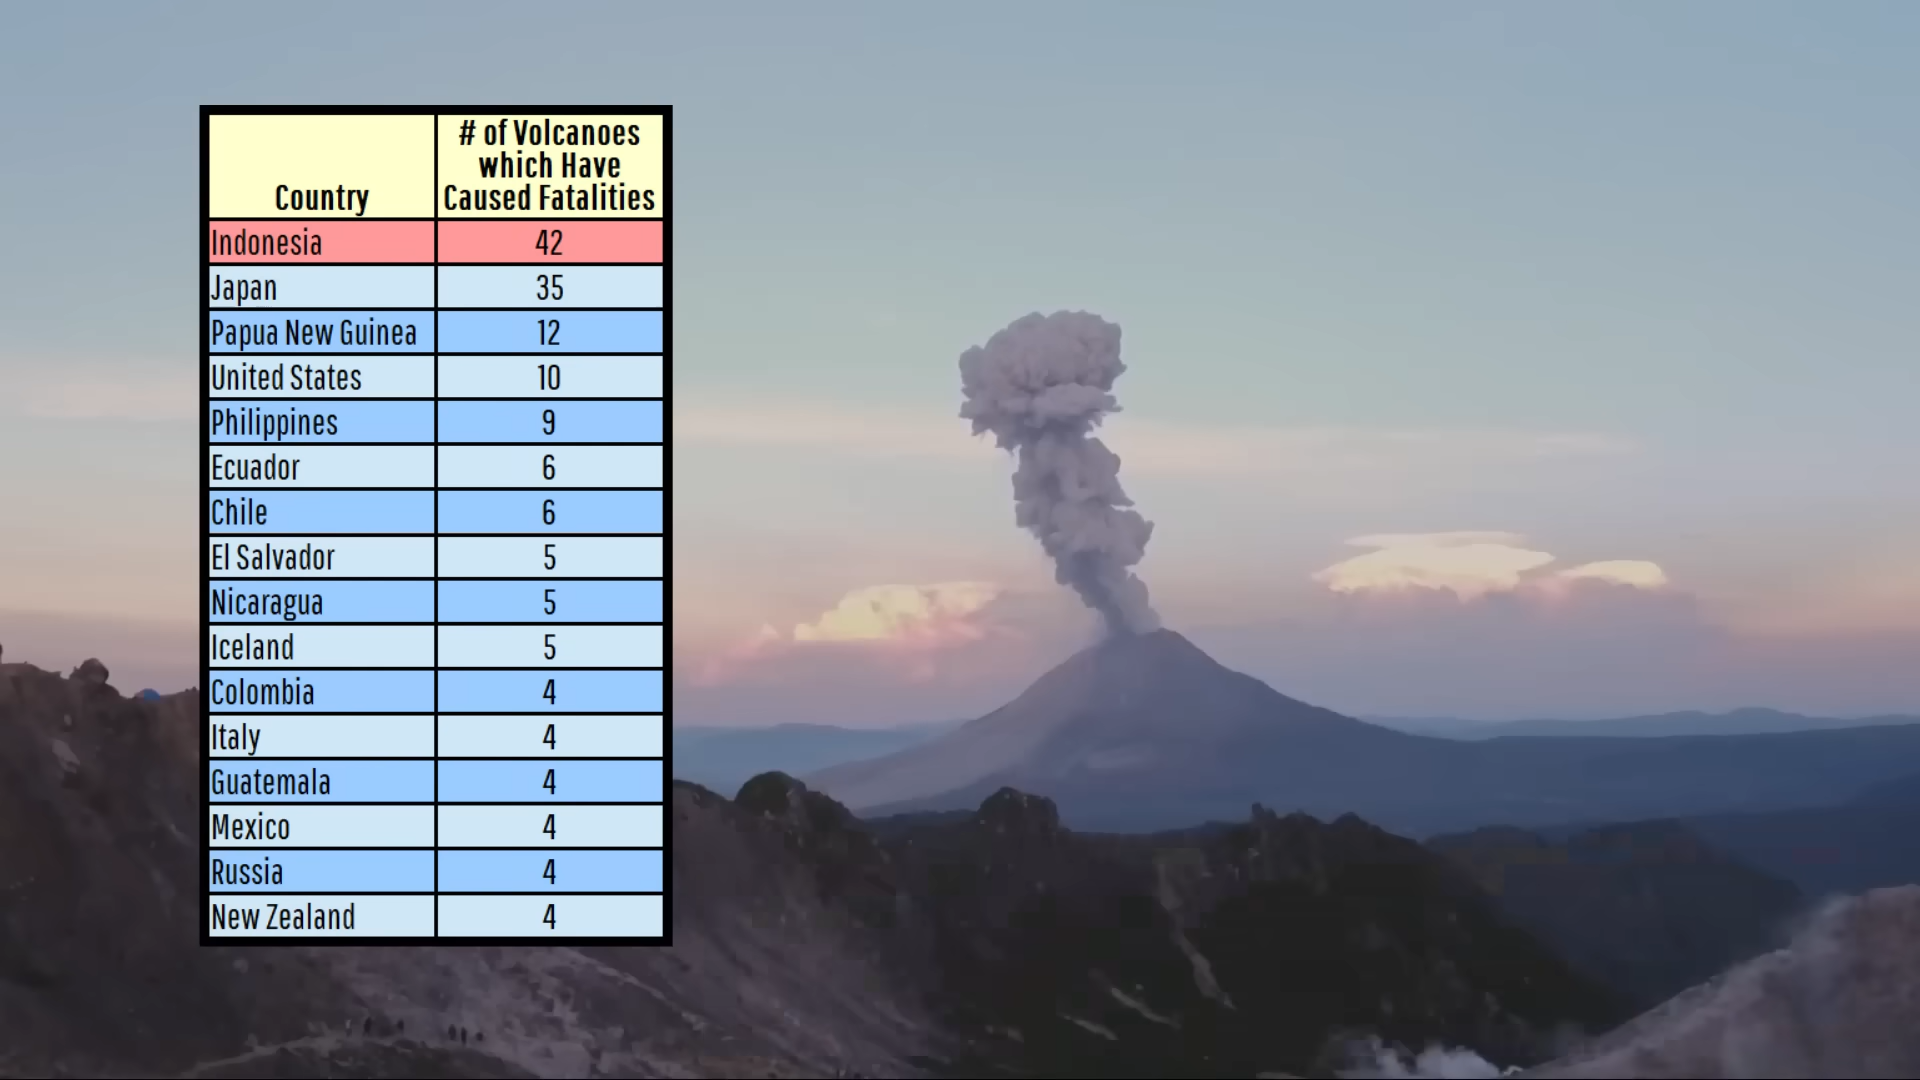 Country
# of Volcanoes
which Have
Caused Fatalities
Indonesia 42
Japan 35
Papua New Guinea 12
United States 10
Philippines 9
Ecuador 6
Chile 6
El Salvador 5
Nicaragua 5
Iceland 5
Colombia 4
Italy 4
Guatemala 4
Mexico 4
Russia 4
New Zealand 4